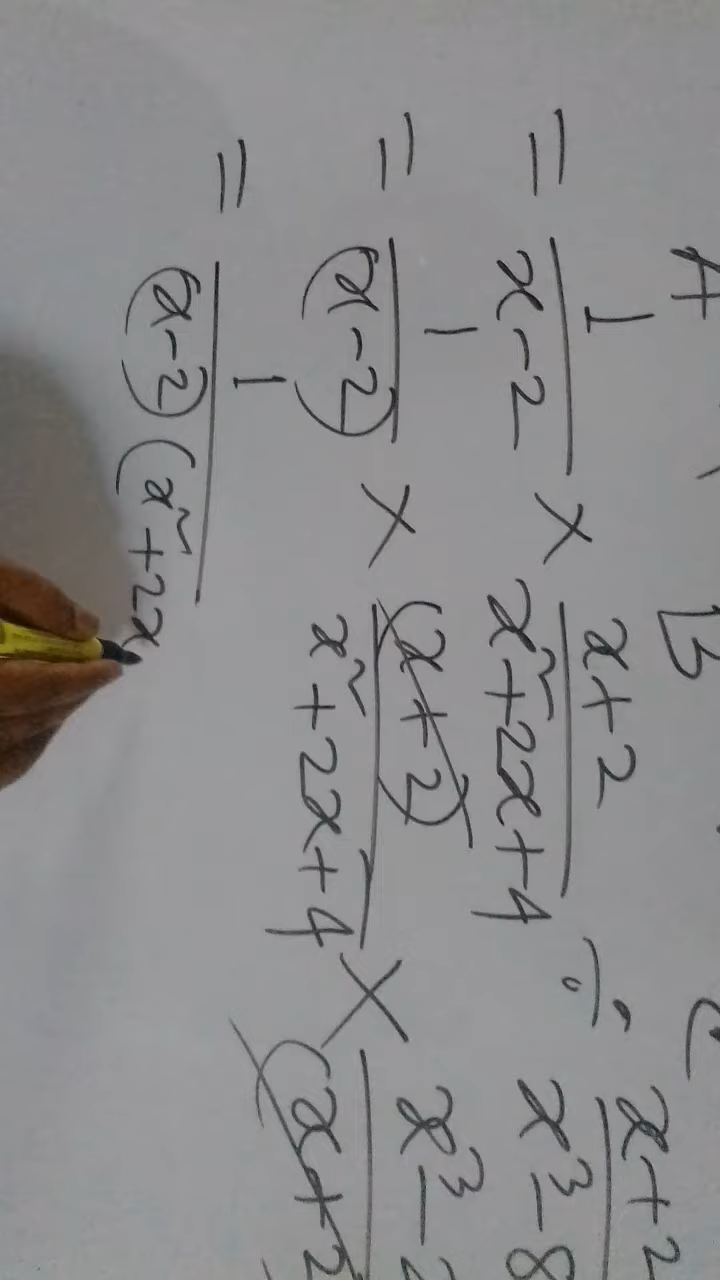 A B C
= 1/(x-2) × (x+2)/(x²+2x+4) ÷ (x+2)/(x³-8
= 1/(x-2) × (x+2)/(x²+2x+4) × (x³-2)/(x+2
= 1/(x-2)(x²+2x